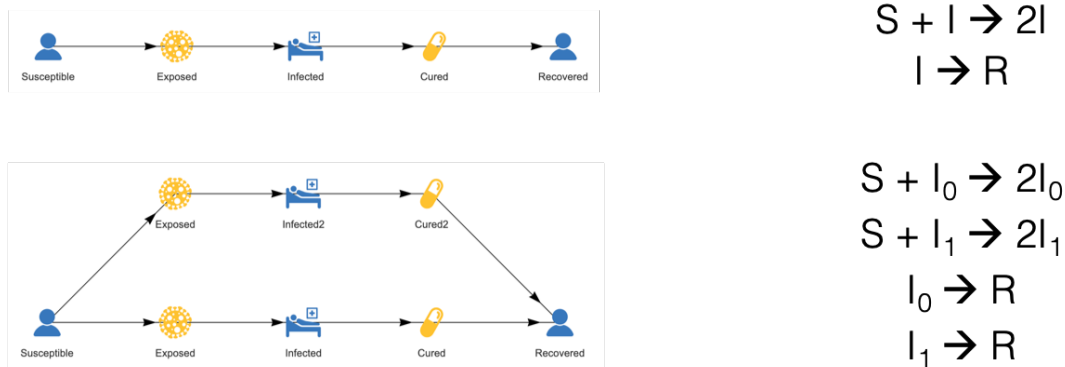 Susceptible Exposed Infected Cured Recovered
S + I → 2I
I → R
Exposed Infected2 Cured2
Susceptible Exposed Infected Cured Recovered
S + I₀ → 2I₀
S + I₁ → 2I₁
I₀ → R
I₁ → R